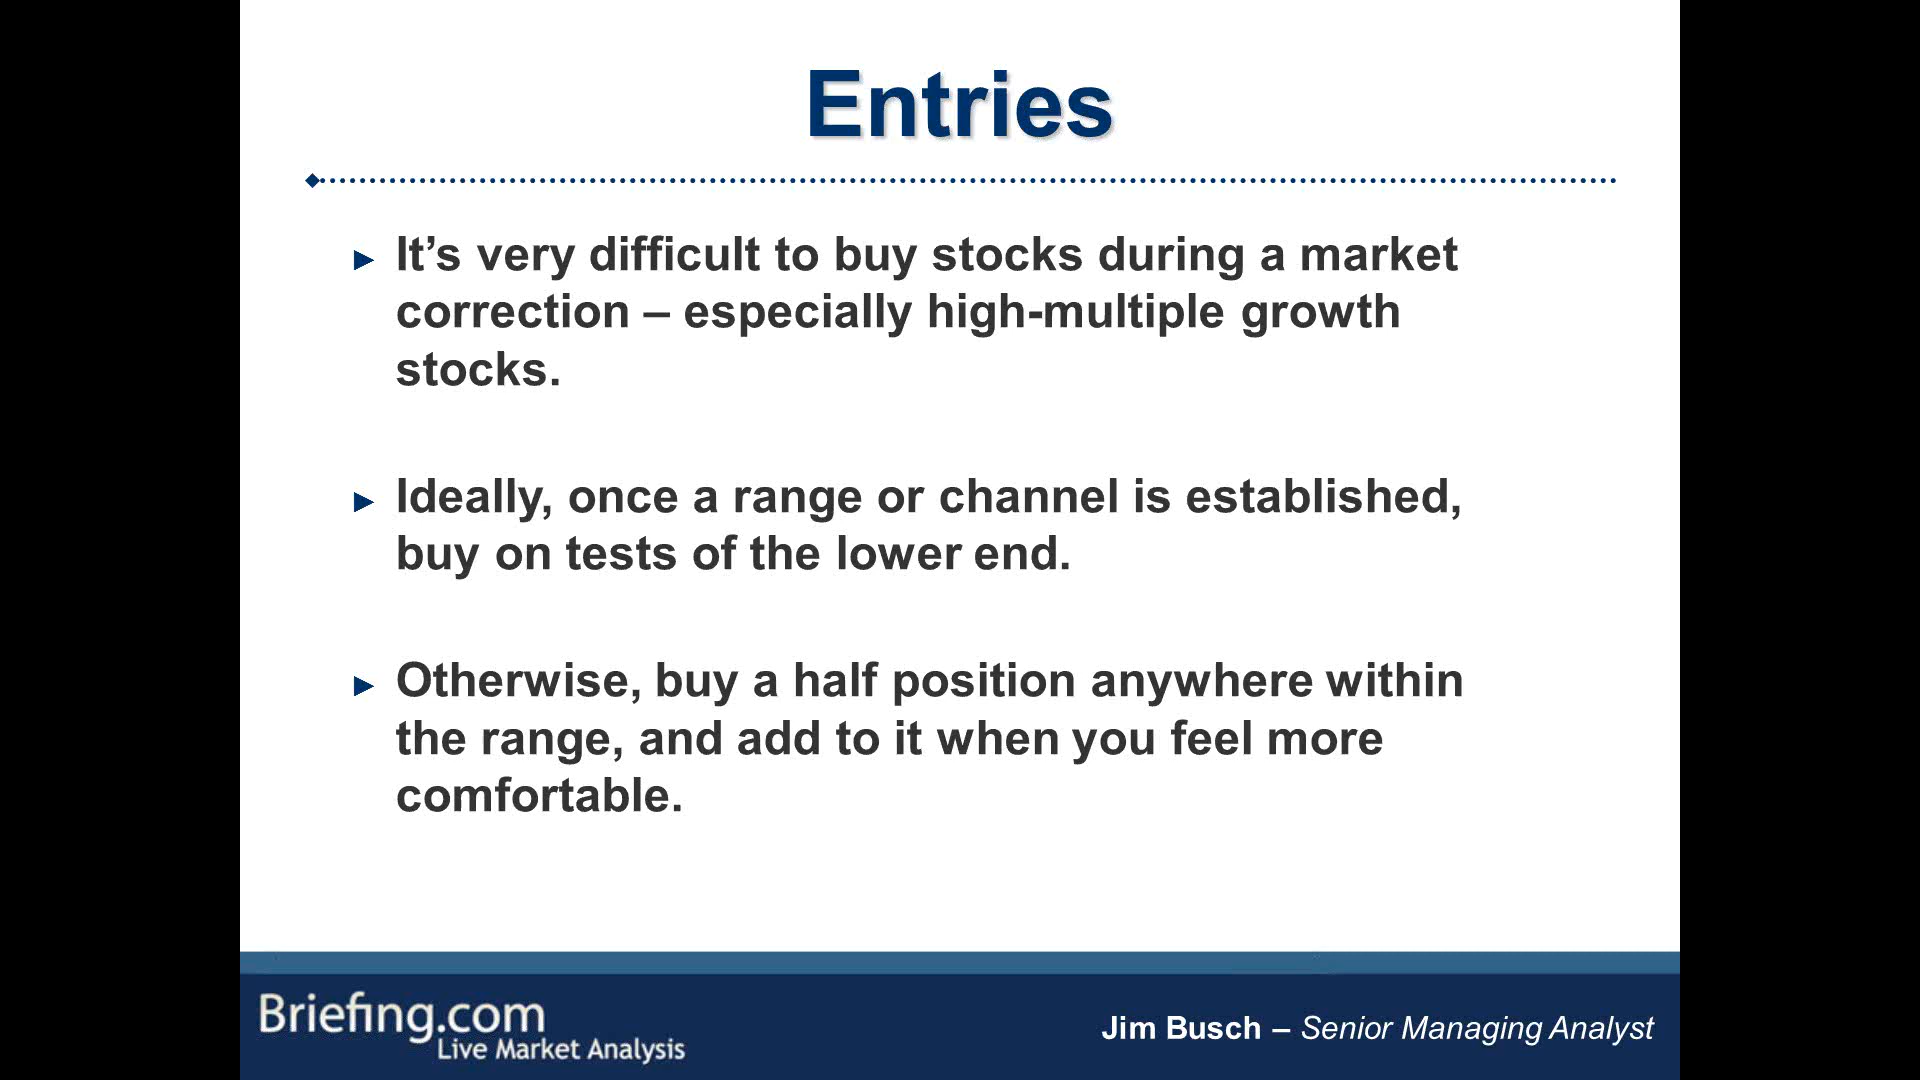 Entries
► It’s very difficult to buy stocks during a market
correction – especially high-multiple growth
stocks.
► Ideally, once a range or channel is established,
buy on tests of the lower end.
► Otherwise, buy a half position anywhere within
the range, and add to it when you feel more
comfortable.
Briefing.com
Live Market Analysis
Jim Busch – Senior Managing Analyst